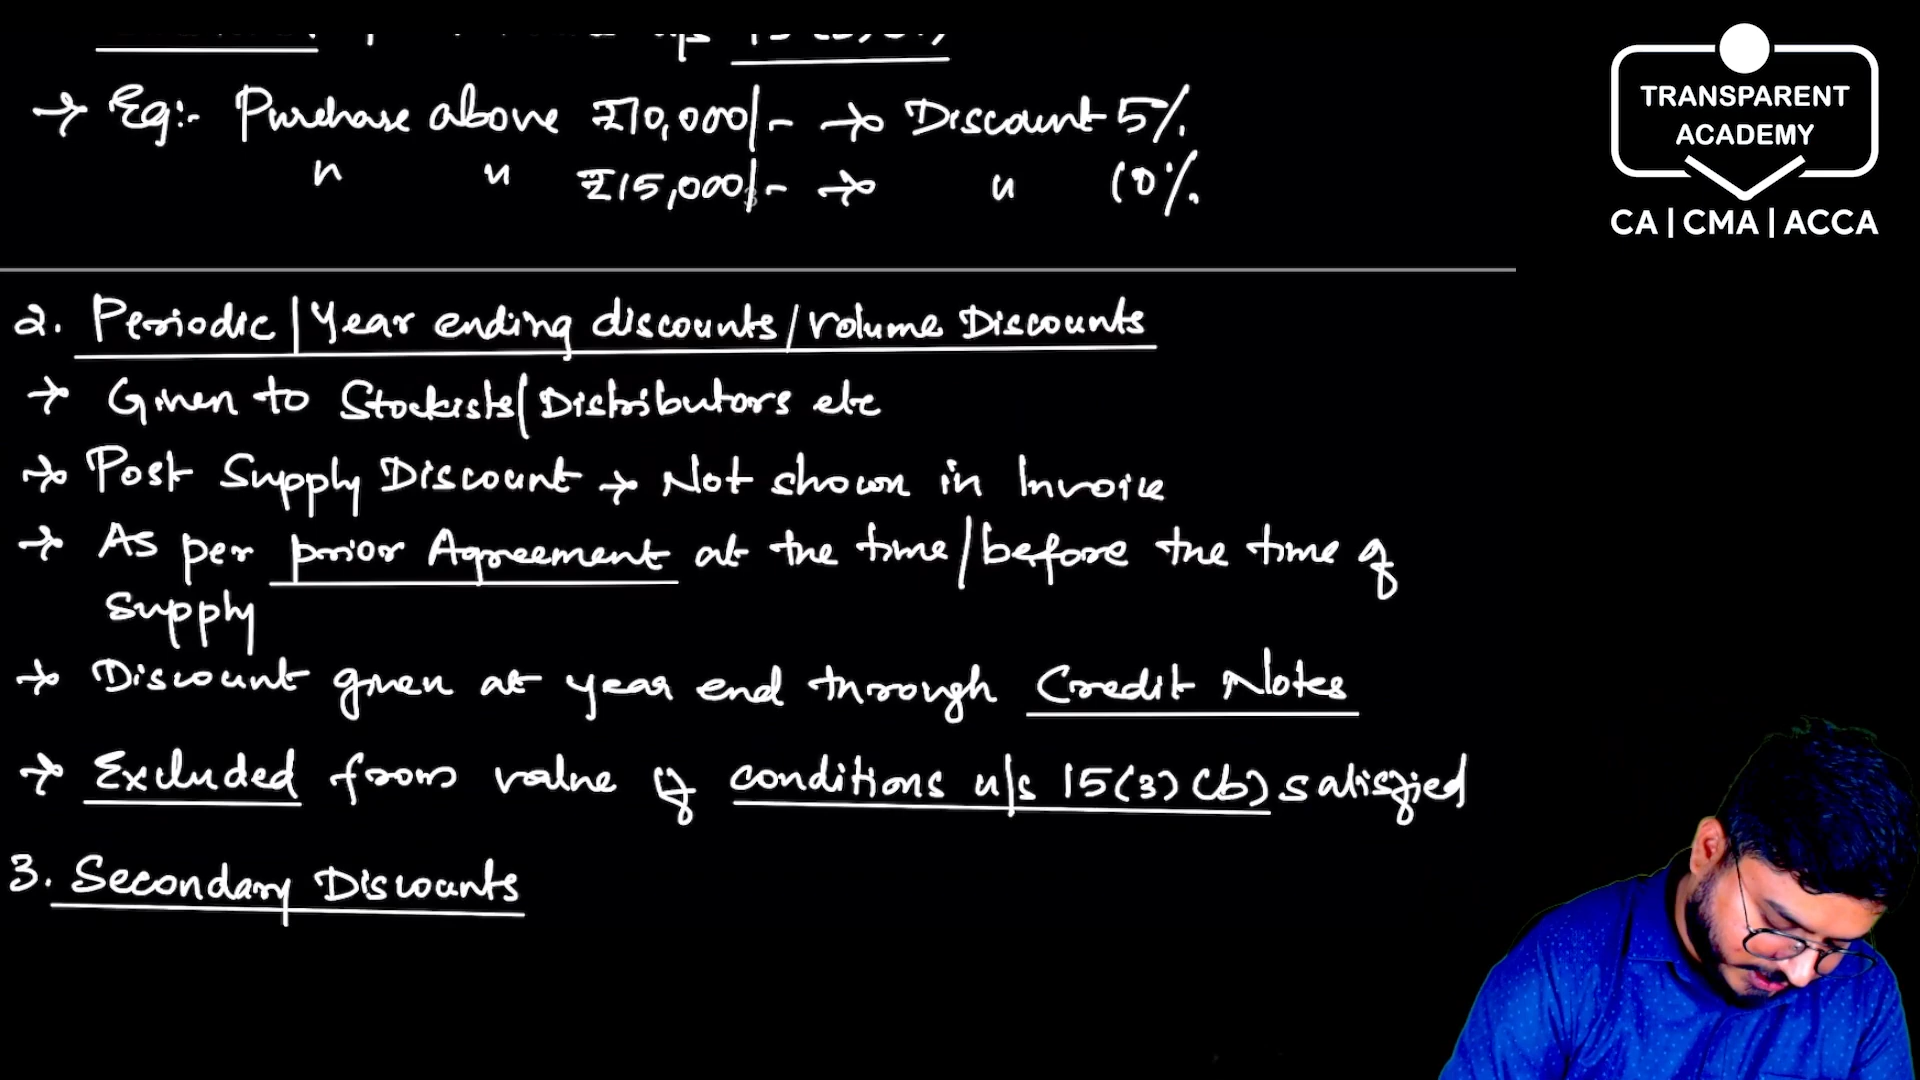 → Eg:- Purchase above ₹10,000/- → Discount 5%
" " ₹15,000/- → " 10%
2. Periodic/Year ending discounts/Volume Discounts
→ Given to Stockists/Distributors etc
→ Post Supply Discount → Not shown in Invoice
→ As per prior Agreement at the time/before the time of
supply
→ Discount given at year end through Credit Notes
→ Excluded from value if conditions u/s 15(3)(b) satisfied
3. Secondary Discounts
TRANSPARENT
ACADEMY
CA | CMA | ACCA